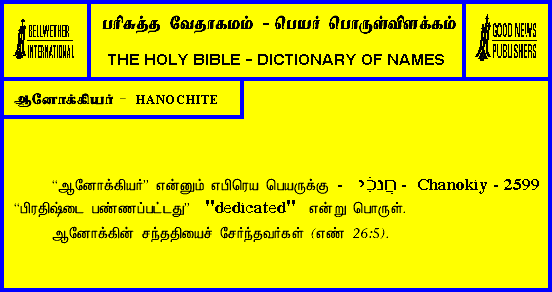 BELLWETHER
INTERNATIONAL
பரிசுத்த வேதாகமம் - பெயர் பொருள்விளக்கம்
THE HOLY BIBLE - DICTIONARY OF NAMES
GOOD NEWS
PUBLISHERS
ஆனோக்கியர் - HANOCHITE
“ஆனோக்கியர்” என்னும் எபிரெய பெயருக்கு - חֲנֹכִי - Chanokiy - 2599
“பிரதிஷ்டை பண்ணப்பட்டது” "dedicated" என்று பொருள்.
ஆனோக்கின் சந்ததியைச் சேர்ந்தவர்கள் (எண் 26:5).